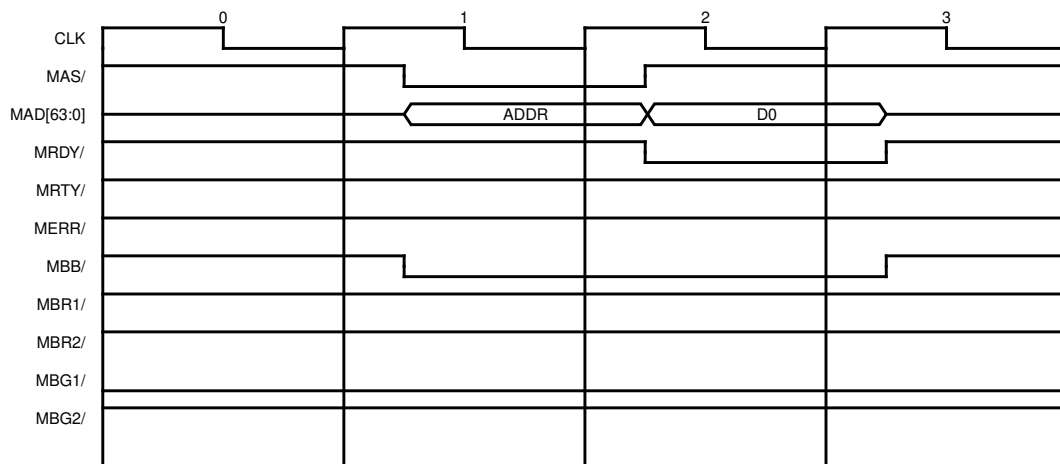 0 1 2 3
CLK
MAS/
MAD[63:0] ADDR D0
MRDY/
MRTY/
MERR/
MBB/
MBR1/
MBR2/
MBG1/
MBG2/